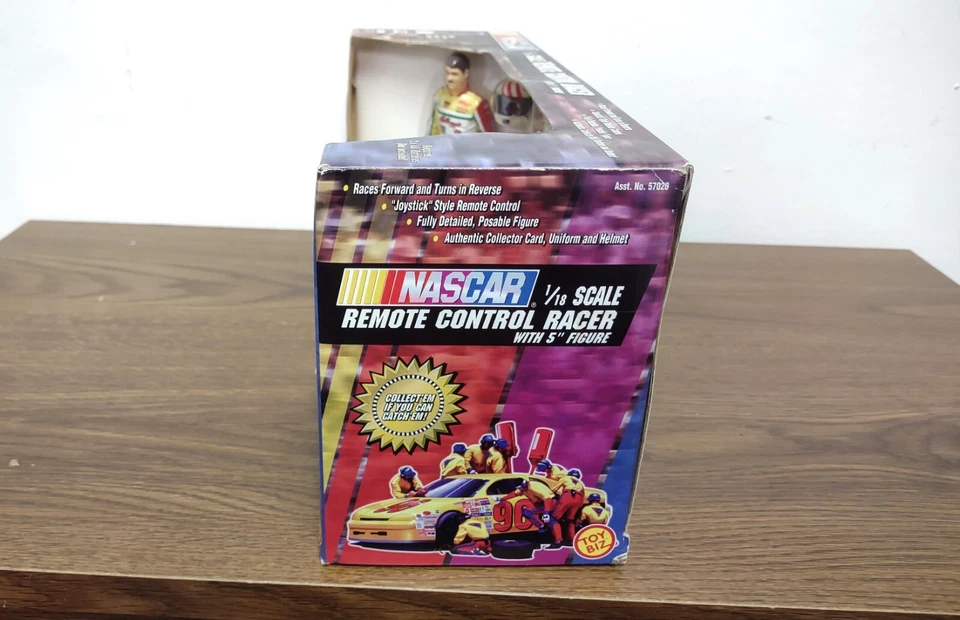 Races Forward and Turns in Reverse
Asst. No. 57020
"Joystick" Style Remote Control
Fully Detailed, Posable Figure
Authentic Collector Card, Uniform and Helmet
NASCAR® 1/18 SCALE
REMOTE CONTROL RACER
WITH 5" FIGURE
COLLECT'EM
IF YOU CAN
CATCH'EM!
90
TOY
BIZ